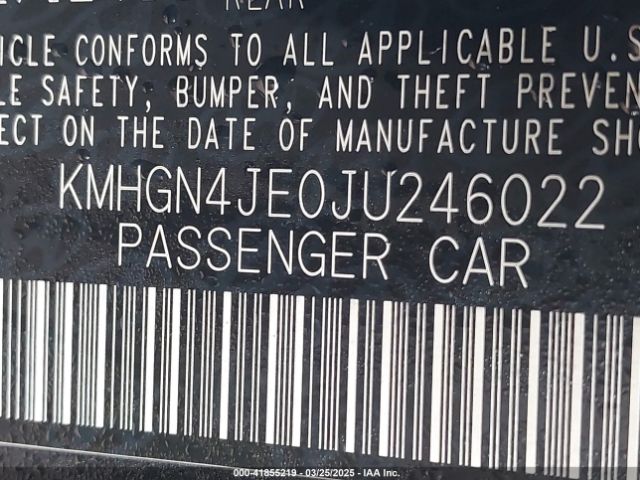 REAR
ICLE CONFORMS TO ALL APPLICABLE U.S
LE SAFETY, BUMPER, AND THEFT PREVEN
ECT ON THE DATE OF MANUFACTURE SHO
KMHGN4JE0JU246022
PASSENGER CAR
000-41855219 | 03/25/2025 | IAA Inc.